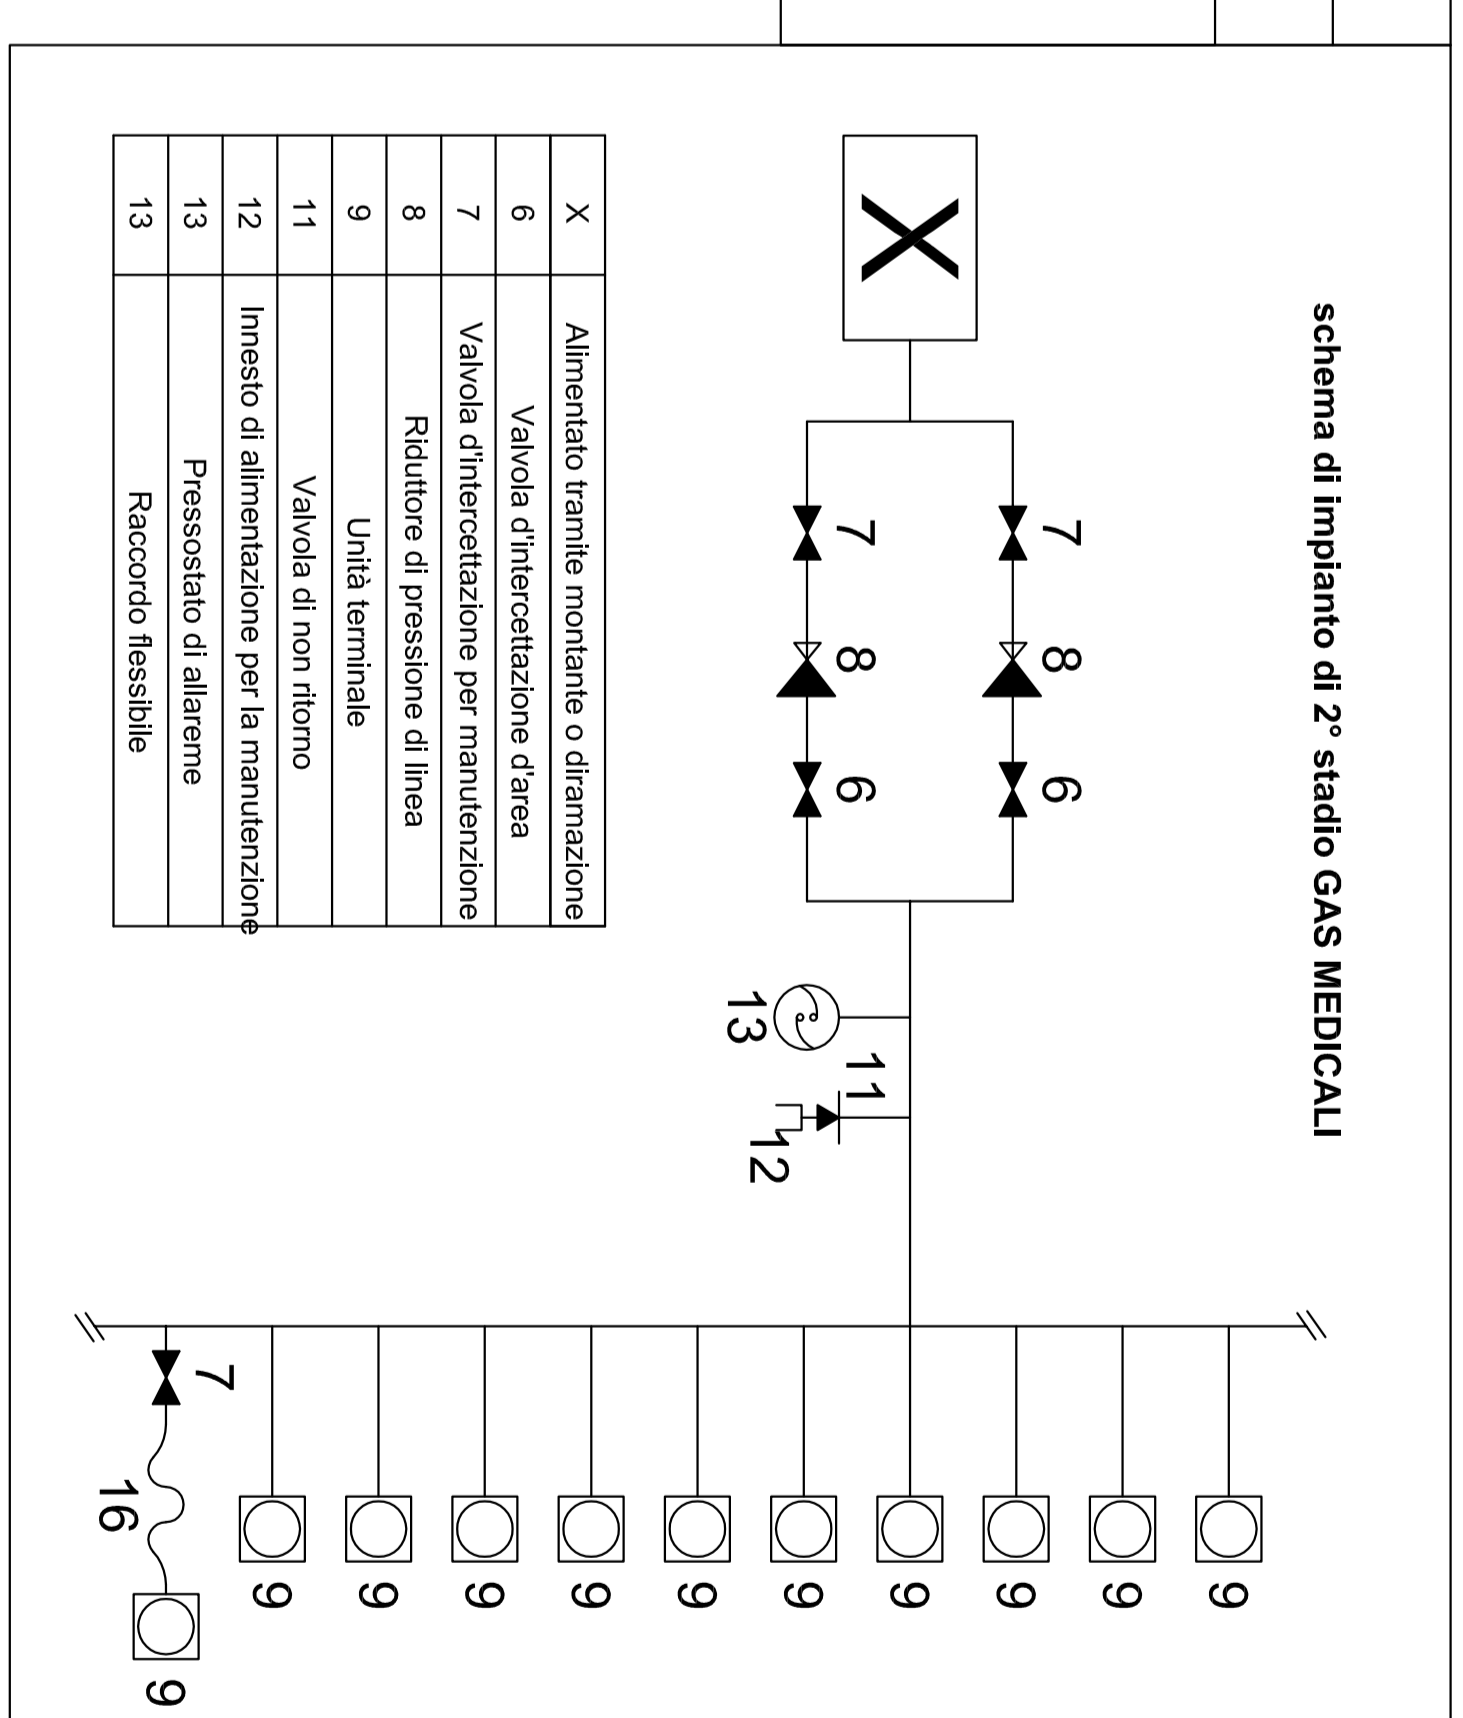 schema di impianto di 2° stadio GAS MEDICALI
7
8
6
X
7
8
6
13
11
12
9
9
9
9
9
9
9
9
9
9
7
16
9
X Alimentato tramite montante o diramazione
6 Valvola d'intercettazione d'area
7 Valvola d'intercettazione per manutenzione
8 Riduttore di pressione di linea
9 Unità terminale
11 Valvola di non ritorno
12 Innesto di alimentazione per la manutenzione
13 Pressostato di allareme
13 Raccordo flessibile